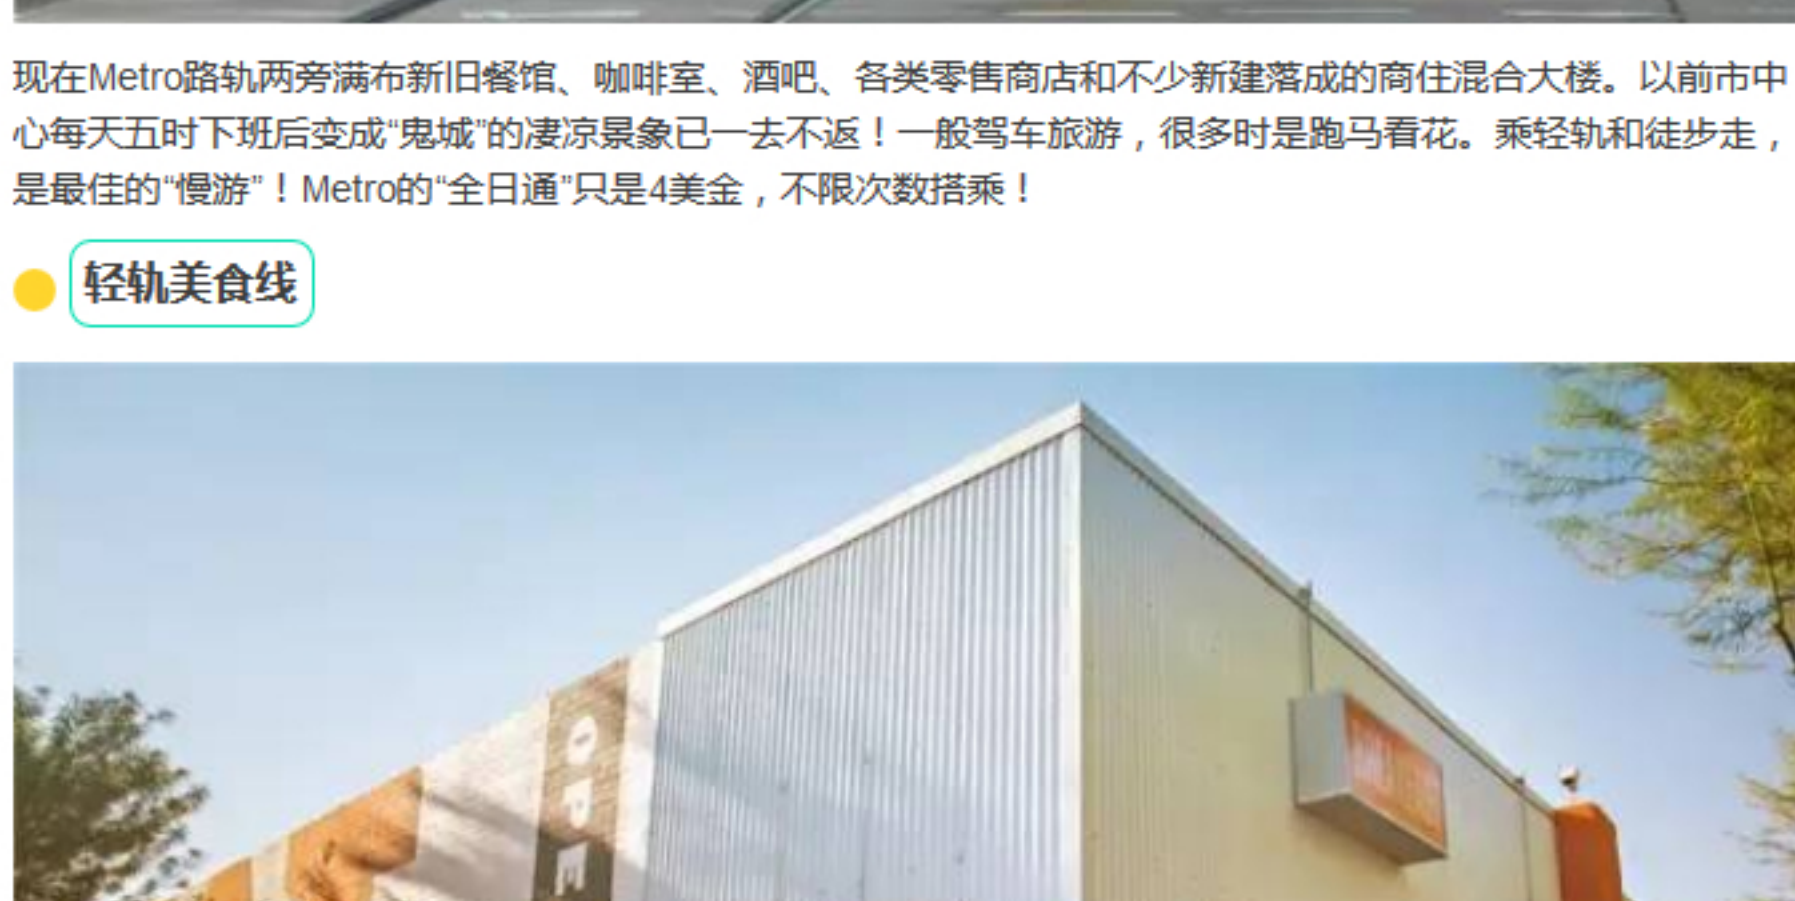 现在Metro路轨两旁满布新旧餐馆、咖啡室、酒吧、各类零售商店和不少新建落成的商住混合大楼。以前市中
心每天五时下班后变成“鬼城”的凄凉景象已一去不返！一般驾车旅游，很多时是跑马看花。乘轻轨和徒步走，
是最佳的“慢游”！Metro的“全日通”只是4美金，不限次数搭乘！
轻轨美食线
OPE